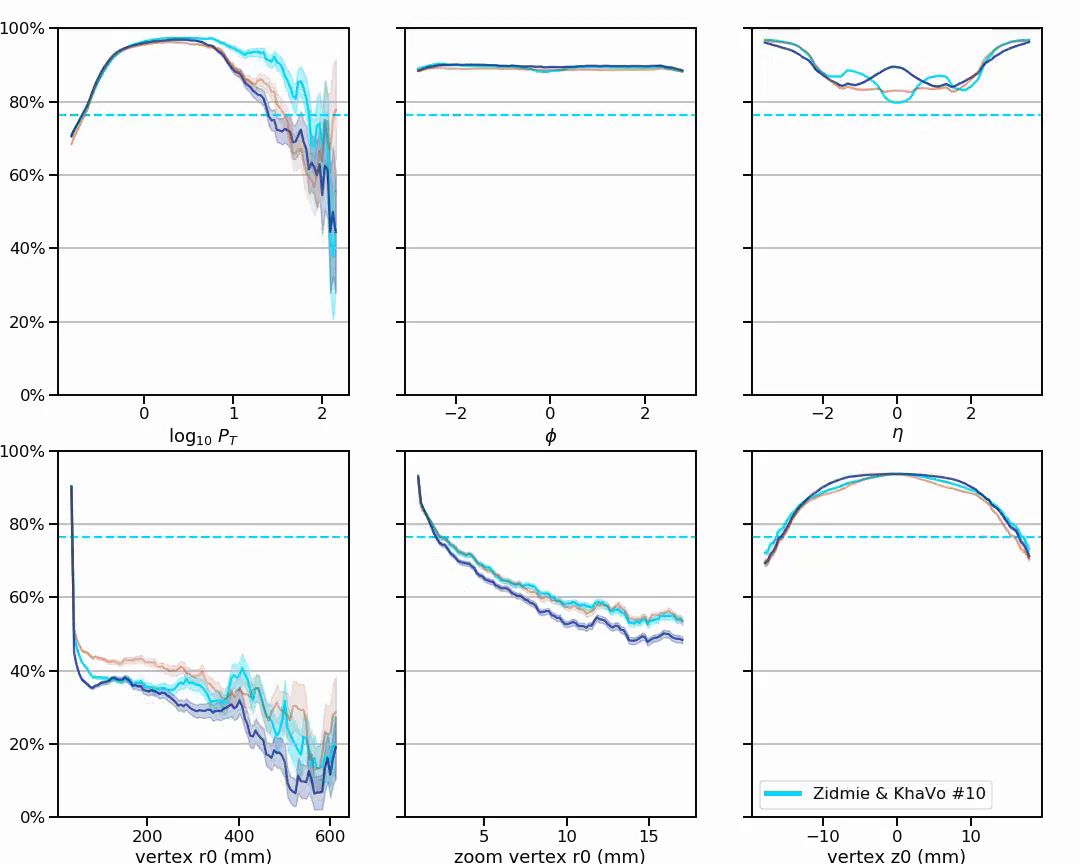 100%
80%
60%
40%
20%
0%
0 1 2
log₁₀ P_T
−2 0 2
ϕ
−2 0 2
η
100%
80%
60%
40%
20%
0%
200 400 600
vertex r0 (mm)
5 10 15
zoom vertex r0 (mm)
Zidmie & KhaVo #10
−10 0 10
vertex z0 (mm)